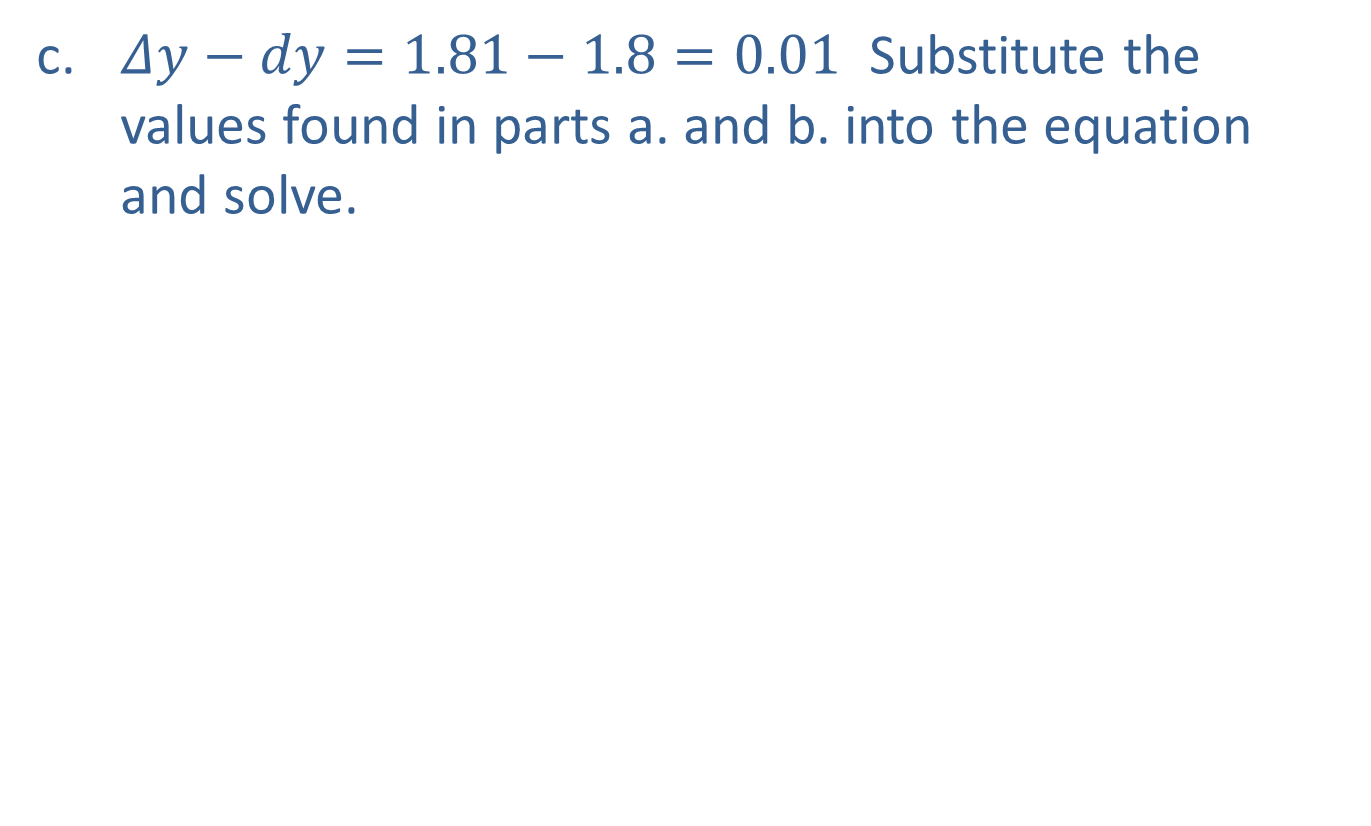 c. 𝛥𝑦 − 𝑑𝑦 = 1.81 − 1.8 = 0.01 Substitute the
values found in parts a. and b. into the equation
and solve.